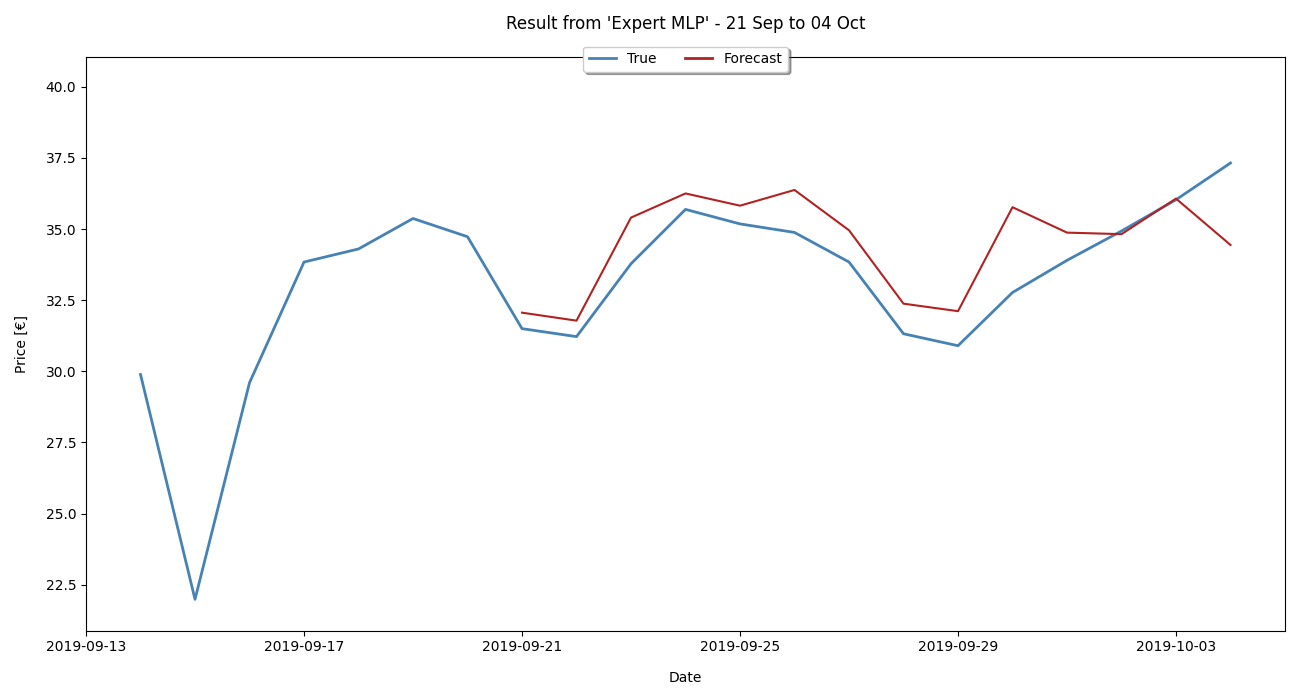 Result from 'Expert MLP' - 21 Sep to 04 Oct
True
Forecast
40.0
37.5
35.0
32.5
30.0
27.5
25.0
22.5
Price [€]
2019-09-13
2019-09-17
2019-09-21
2019-09-25
2019-09-29
2019-10-03
Date